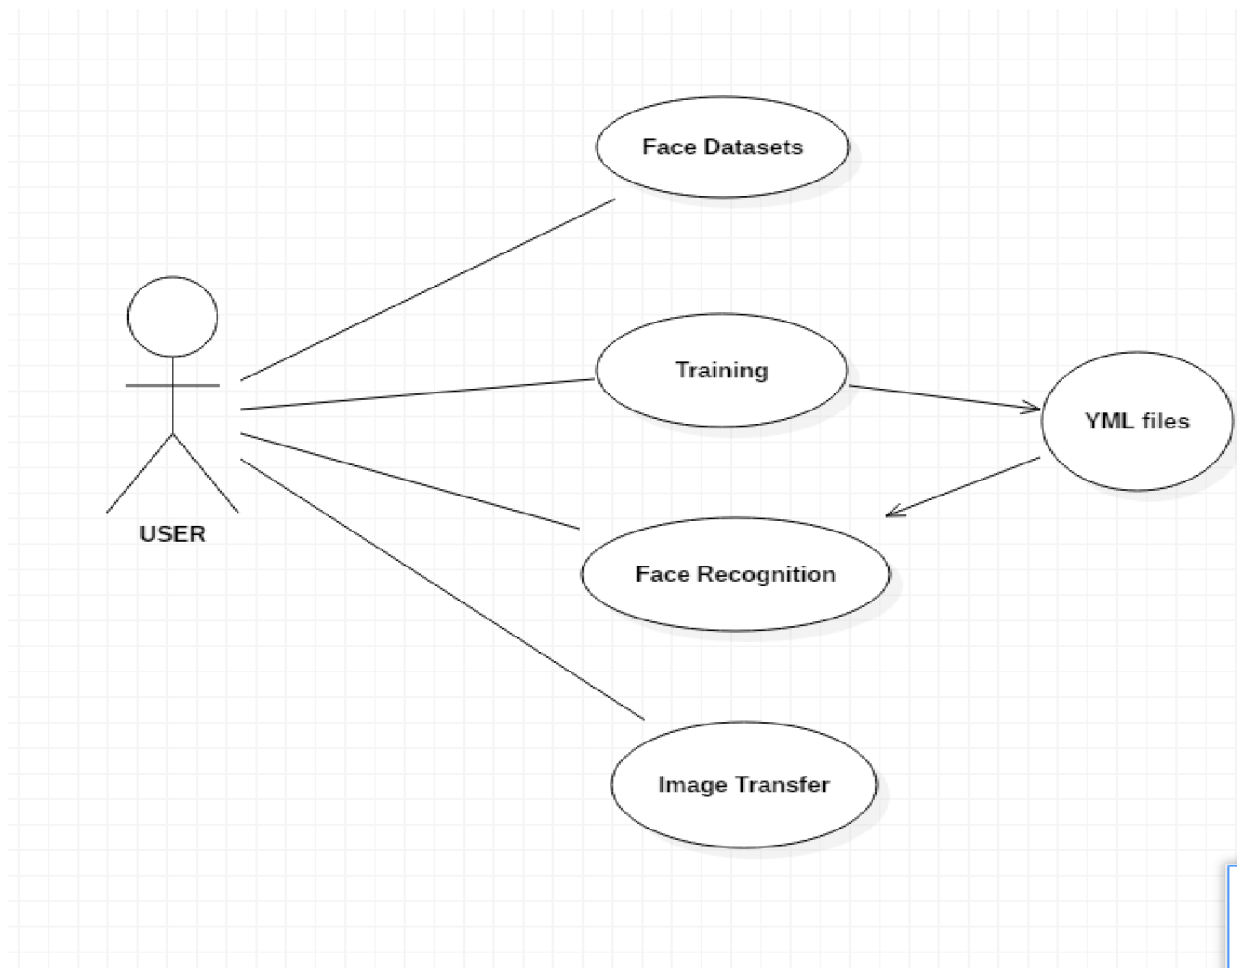 Face Datasets
Training
YML files
USER
Face Recognition
Image Transfer